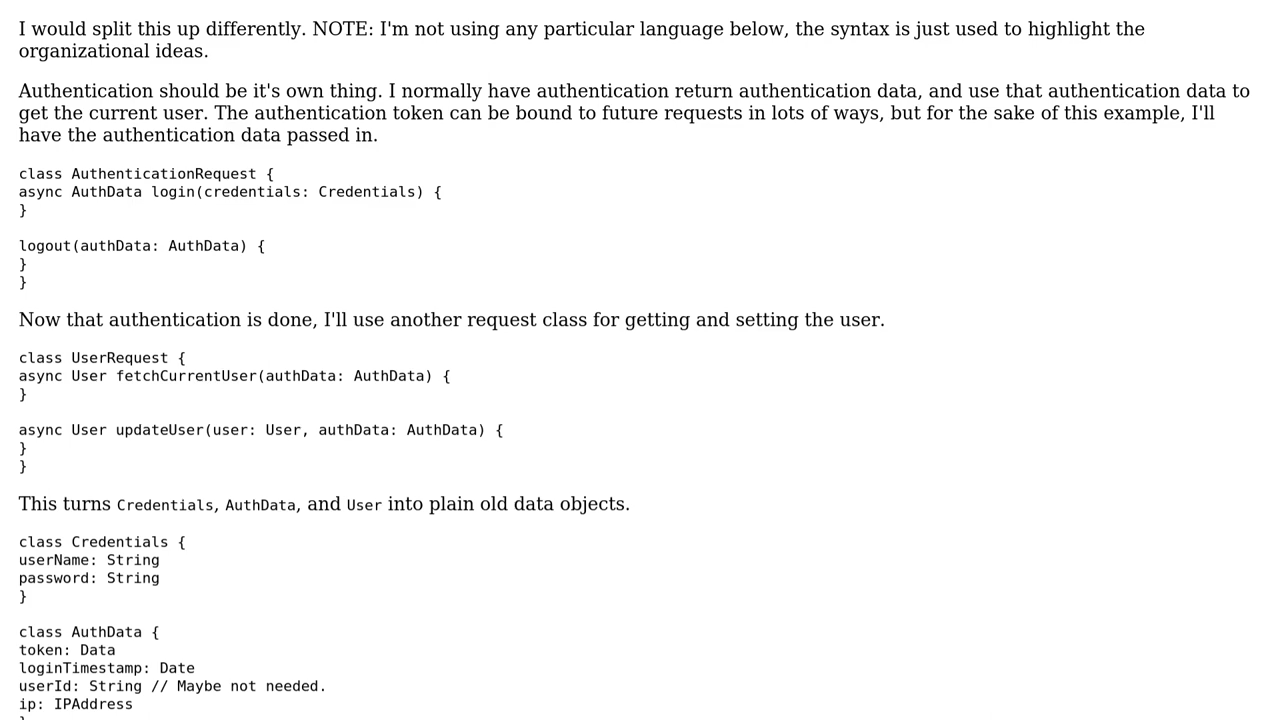 I would split this up differently. NOTE: I'm not using any particular language below, the syntax is just used to highlight the
organizational ideas.
Authentication should be it's own thing. I normally have authentication return authentication data, and use that authentication data to
get the current user. The authentication token can be bound to future requests in lots of ways, but for the sake of this example, I'll
have the authentication data passed in.
class AuthenticationRequest {
async AuthData login(credentials: Credentials) {
}
logout(authData: AuthData) {
}
}
Now that authentication is done, I'll use another request class for getting and setting the user.
class UserRequest {
async User fetchCurrentUser(authData: AuthData) {
}
async User updateUser(user: User, authData: AuthData) {
}
}
This turns Credentials, AuthData, and User into plain old data objects.
class Credentials {
userName: String
password: String
}
class AuthData {
token: Data
loginTimestamp: Date
userId: String // Maybe not needed.
ip: IPAddress
}